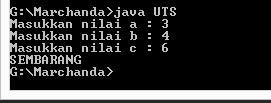 G:\Marchanda>java UTS
Masukkan nilai a : 3
Masukkan nilai b : 4
Masukkan nilai c : 6
SEMBARANG
G:\Marchanda>